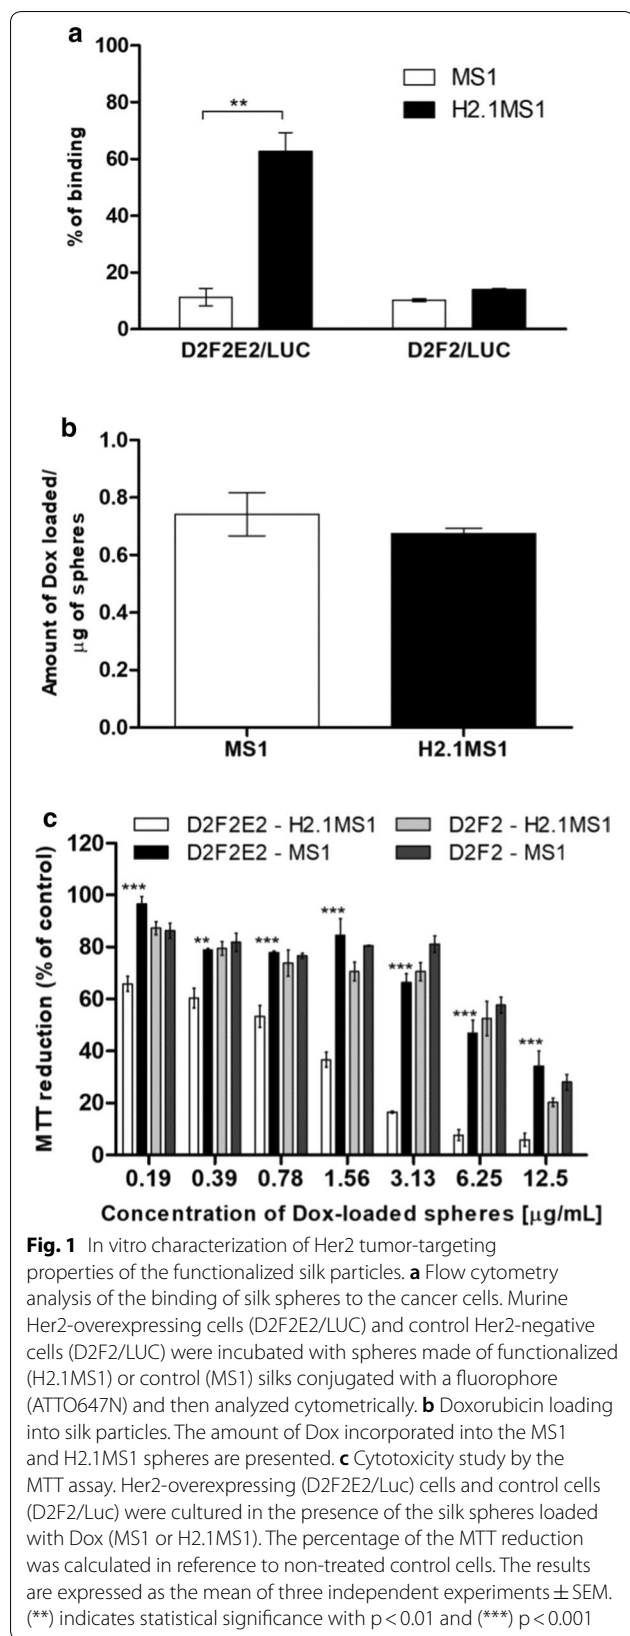 a
100
80
60
40
20
0
% of binding
MS1
H2.1MS1
**
D2F2E2/LUC
D2F2/LUC
b
1.0
0.8
0.6
0.4
0.2
0.0
Amount of Dox loaded/
μg of spheres
MS1
H2.1MS1
c
120
100
80
60
40
20
0
MTT reduction (% of control)
D2F2E2 - H2.1MS1
D2F2E2 - MS1
D2F2 - H2.1MS1
D2F2 - MS1
***
**
***
***
***
***
***
0.19 0.39 0.78 1.56 3.13 6.25 12.5
Concentration of Dox-loaded spheres [μg/mL]
Fig. 1 In vitro characterization of Her2 tumor-targeting
properties of the functionalized silk particles. a Flow cytometry
analysis of the binding of silk spheres to the cancer cells. Murine
Her2-overexpressing cells (D2F2E2/LUC) and control Her2-negative
cells (D2F2/LUC) were incubated with spheres made of functionalized
(H2.1MS1) or control (MS1) silks conjugated with a fluorophore
(ATTO647N) and then analyzed cytometrically. b Doxorubicin loading
into silk particles. The amount of Dox incorporated into the MS1
and H2.1MS1 spheres are presented. c Cytotoxicity study by the
MTT assay. Her2-overexpressing (D2F2E2/Luc) cells and control cells
(D2F2/Luc) were cultured in the presence of the silk spheres loaded
with Dox (MS1 or H2.1MS1). The percentage of the MTT reduction
was calculated in reference to non-treated control cells. The results
are expressed as the mean of three independent experiments ± SEM.
(**) indicates statistical significance with p < 0.01 and (***) p < 0.001